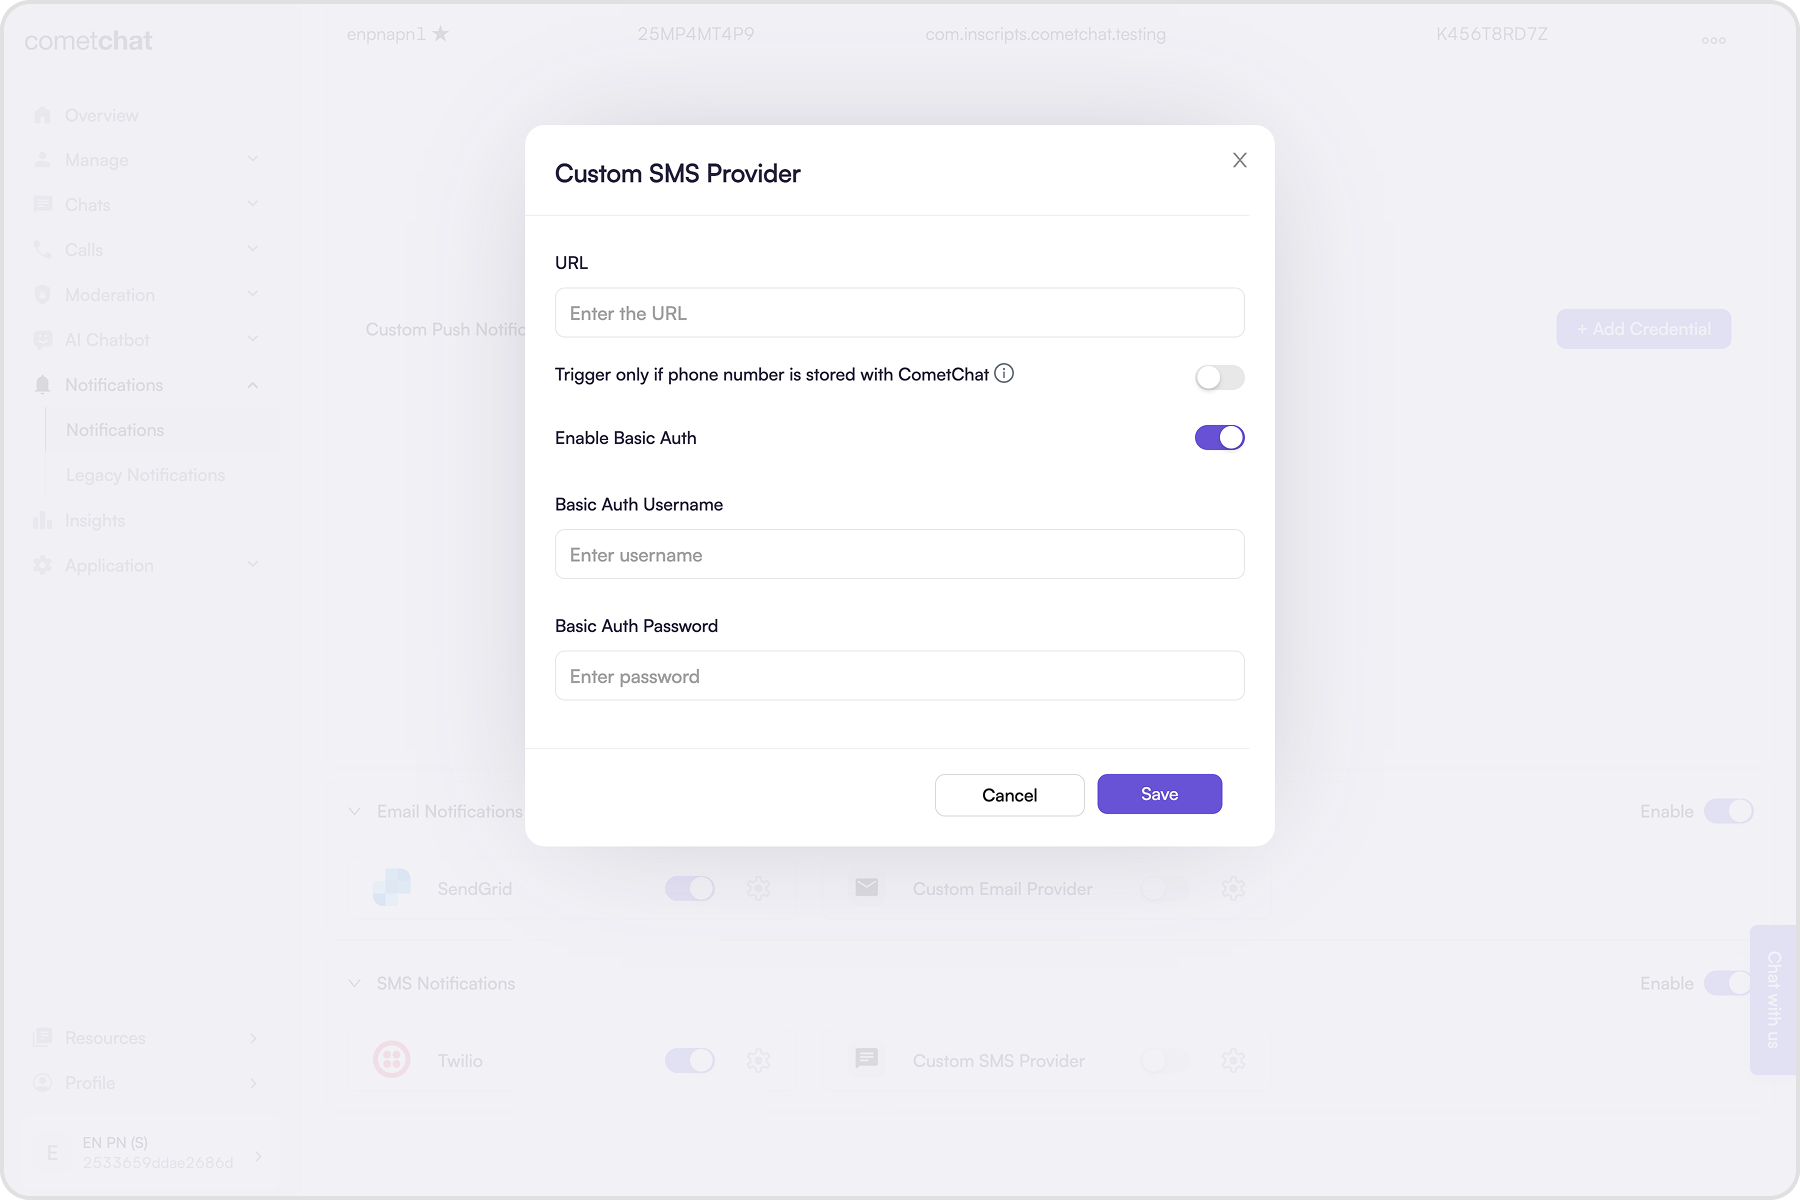 cometchat
enpnapn1 ★
25MP4MT4P9
com.inscripts.cometchat.testing
K456T8RD7Z
Overview
Manage
Chats
Calls
Moderation
AI Chatbot
Notifications
Notifications
Legacy Notifications
Insights
Application
Resources
Profile
E
EN PN (S)
2533659ddae2686d
Custom Push Notific
+ Add Credential
Custom SMS Provider
URL
Enter the URL
Trigger only if phone number is stored with CometChat
Enable Basic Auth
Basic Auth Username
Enter username
Basic Auth Password
Enter password
Cancel
Save
Email Notifications
Enable
SendGrid
Custom Email Provider
SMS Notifications
Enable
Twilio
Custom SMS Provider
Chat with us